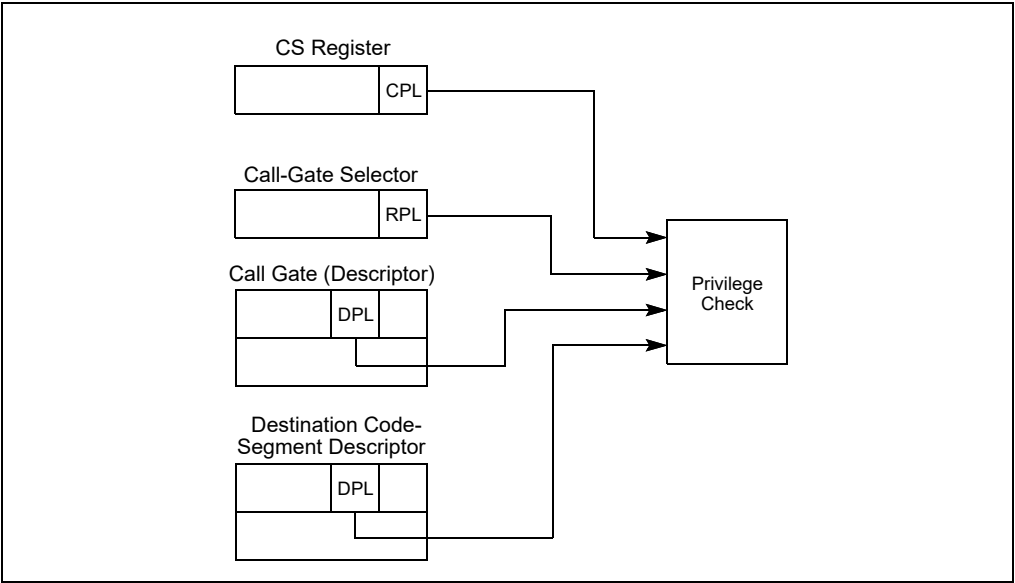 CS Register
CPL
Call-Gate Selector
RPL
Call Gate (Descriptor)
DPL
Privilege
Check
Destination Code-
Segment Descriptor
DPL